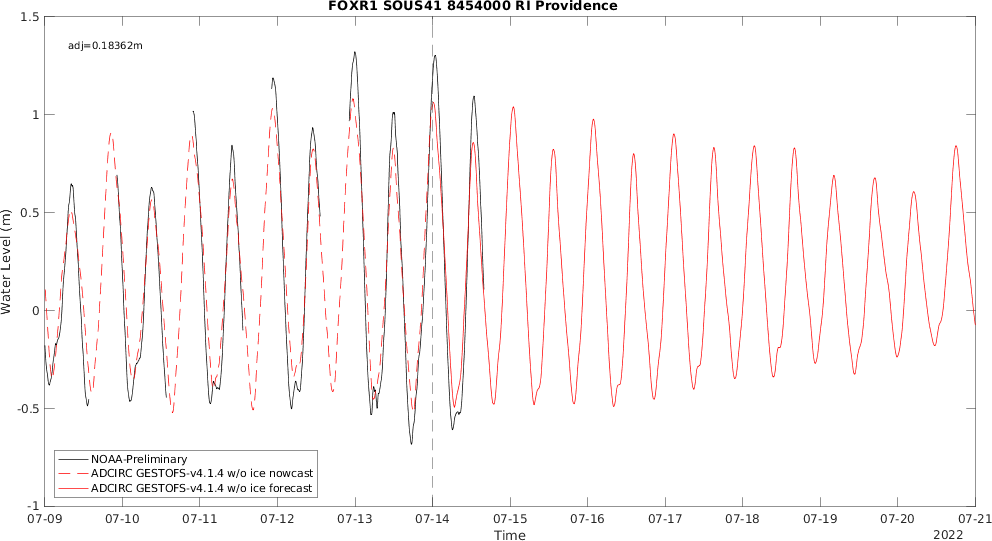 FOXR1 SOUS41 8454000 RI Providence
adj=0.18362m
1.5
1
0.5
0
-0.5
-1
Water Level (m)
NOAA-Preliminary
ADCIRC GESTOFS-v4.1.4 w/o ice nowcast
ADCIRC GESTOFS-v4.1.4 w/o ice forecast
07-09 07-10 07-11 07-12 07-13 07-14 07-15 07-16 07-17 07-18 07-19 07-20 07-21
Time
2022